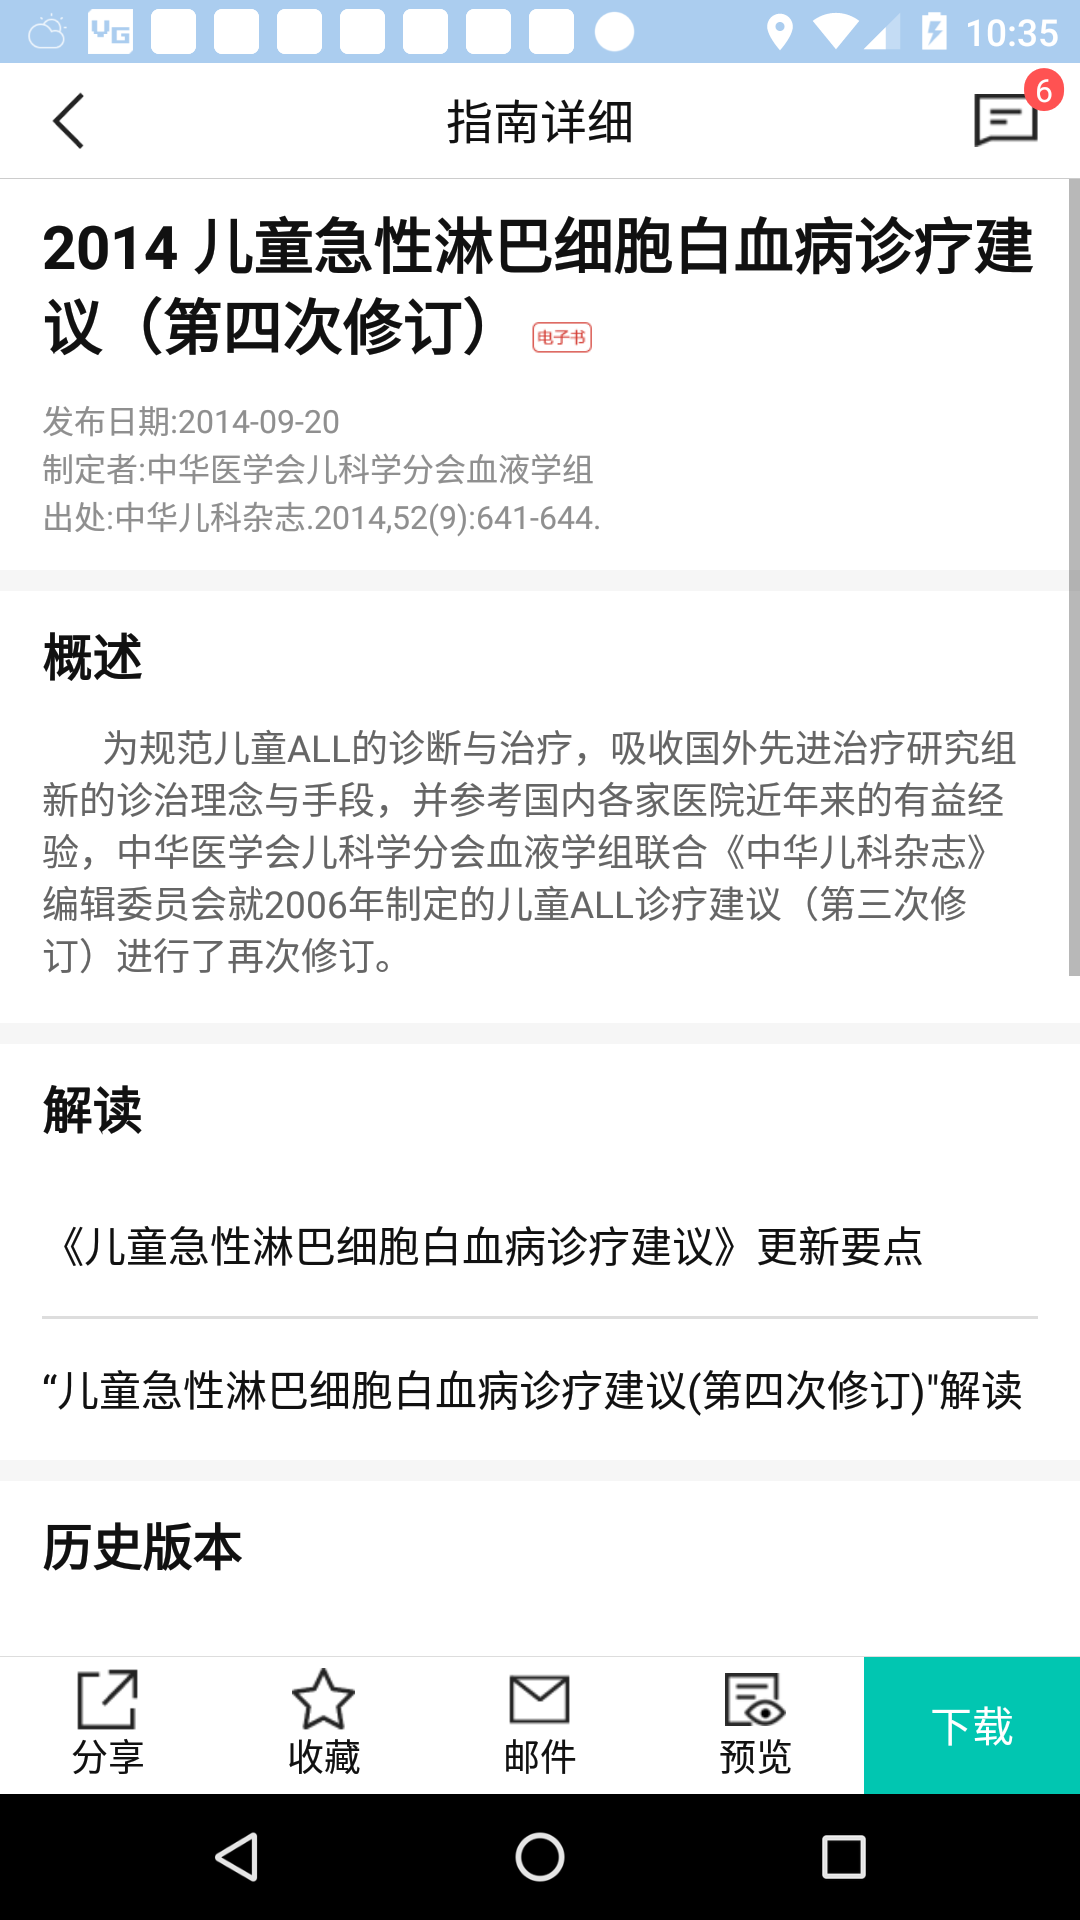 VG
10:35
指南详细
6
2014 儿童急性淋巴细胞白血病诊疗建
议（第四次修订）
电子书
发布日期:2014-09-20
制定者:中华医学会儿科学分会血液学组
出处:中华儿科杂志.2014,52(9):641-644.
概述
为规范儿童ALL的诊断与治疗，吸收国外先进治疗研究组
新的诊治理念与手段，并参考国内各家医院近年来的有益经
验，中华医学会儿科学分会血液学组联合《中华儿科杂志》
编辑委员会就2006年制定的儿童ALL诊疗建议（第三次修
订）进行了再次修订。
解读
《儿童急性淋巴细胞白血病诊疗建议》更新要点
“儿童急性淋巴细胞白血病诊疗建议(第四次修订)"解读
历史版本
分享
收藏
邮件
预览
下载